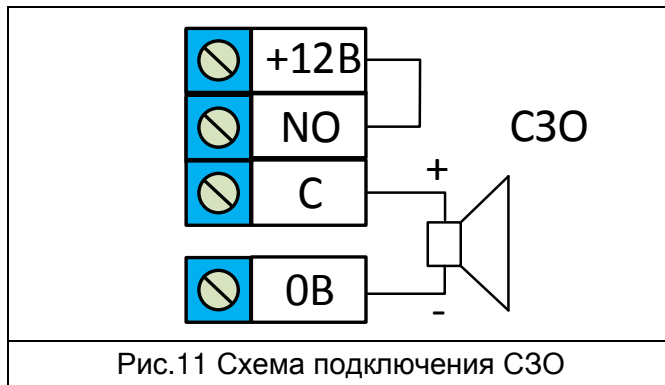 +12В
NO
СЗО
+
C
0В
-
Рис.11 Схема подключения СЗО